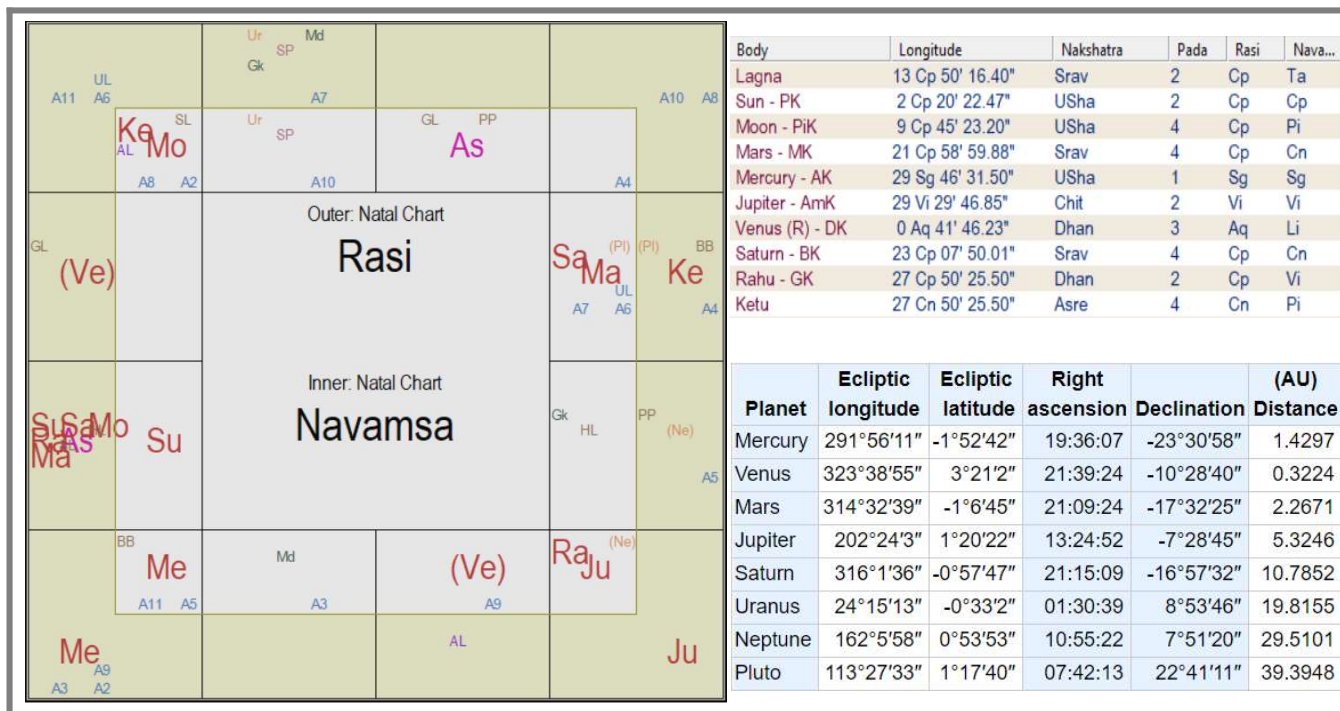 Ur Md
SP
Gk
UL
A11 A6 A7 A10 A8
Ke SL Ur GL PP
AL Mo SP As
A8 A2 A10 A4
GL Outer: Natal Chart
(Ve) Rasi Sa Ma (Pl) (Pl) Ke BB
UL
A7 A6 A4
Inner: Natal Chart Gk HL PP (Ne)
Su Sa Mo Su Navamsa
Ra As
Ma
A5
BB Me Md (Ve) Ra Ju (Ne)
A11 A5 A3 A9
Me AL Ju
A9
A3 A2
Body Longitude Nakshatra Pada Rasi Nava...
Lagna 13 Cp 50' 16.40" Srav 2 Cp Ta
Sun - PK 2 Cp 20' 22.47" USha 2 Cp Cp
Moon - PiK 9 Cp 45' 23.20" USha 4 Cp Pi
Mars - MK 21 Cp 58' 59.88" Srav 4 Cp Cn
Mercury - AK 29 Sg 46' 31.50" USha 1 Sg Sg
Jupiter - AmK 29 Vi 29' 46.85" Chit 2 Vi Vi
Venus (R) - DK 0 Aq 41' 46.23" Dhan 3 Aq Li
Saturn - BK 23 Cp 07' 50.01" Srav 4 Cp Cn
Rahu - GK 27 Cp 50' 25.50" Dhan 2 Cp Vi
Ketu 27 Cn 50' 25.50" Asre 4 Cn Pi
Planet Ecliptic longitude Ecliptic latitude Right ascension Declination (AU) Distance
Mercury 291°56′11″ -1°52′42″ 19:36:07 -23°30′58″ 1.4297
Venus 323°38′55″ 3°21′2″ 21:39:24 -10°28′40″ 0.3224
Mars 314°32′39″ -1°6′45″ 21:09:24 -17°32′25″ 2.2671
Jupiter 202°24′3″ 1°20′22″ 13:24:52 -7°28′45″ 5.3246
Saturn 316°1′36″ -0°57′47″ 21:15:09 -16°57′32″ 10.7852
Uranus 24°15′13″ -0°33′2″ 01:30:39 8°53′46″ 19.8155
Neptune 162°5′58″ 0°53′53″ 10:55:22 7°51′20″ 29.5101
Pluto 113°27′33″ 1°17′40″ 07:42:13 22°41′11″ 39.3948